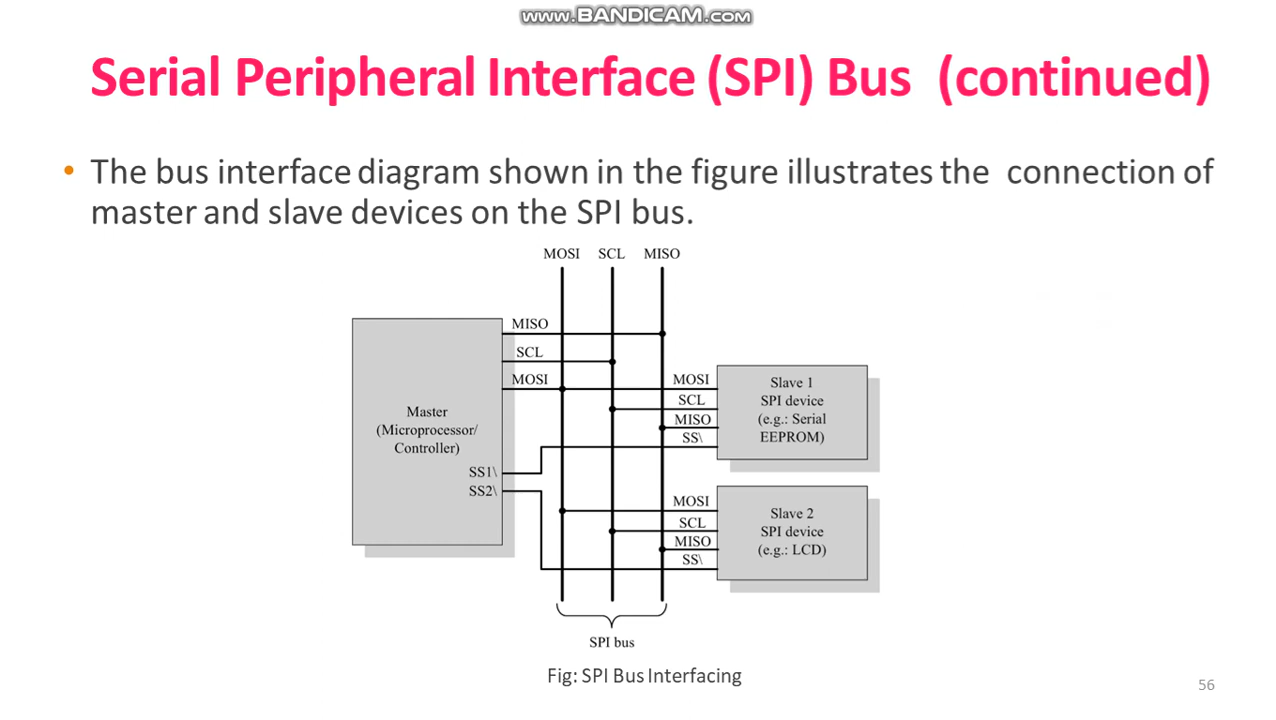 www.BANDICAM.com
Serial Peripheral Interface (SPI) Bus (continued)
• The bus interface diagram shown in the figure illustrates the connection of
master and slave devices on the SPI bus.
MOSI SCL MISO
MISO
SCL
MOSI
Master
(Microprocessor/
Controller)
SS1\
SS2\
MOSI
SCL
MISO
SS\
Slave 1
SPI device
(e.g.: Serial
EEPROM)
MOSI
SCL
MISO
SS\
Slave 2
SPI device
(e.g.: LCD)
SPI bus
Fig: SPI Bus Interfacing
56